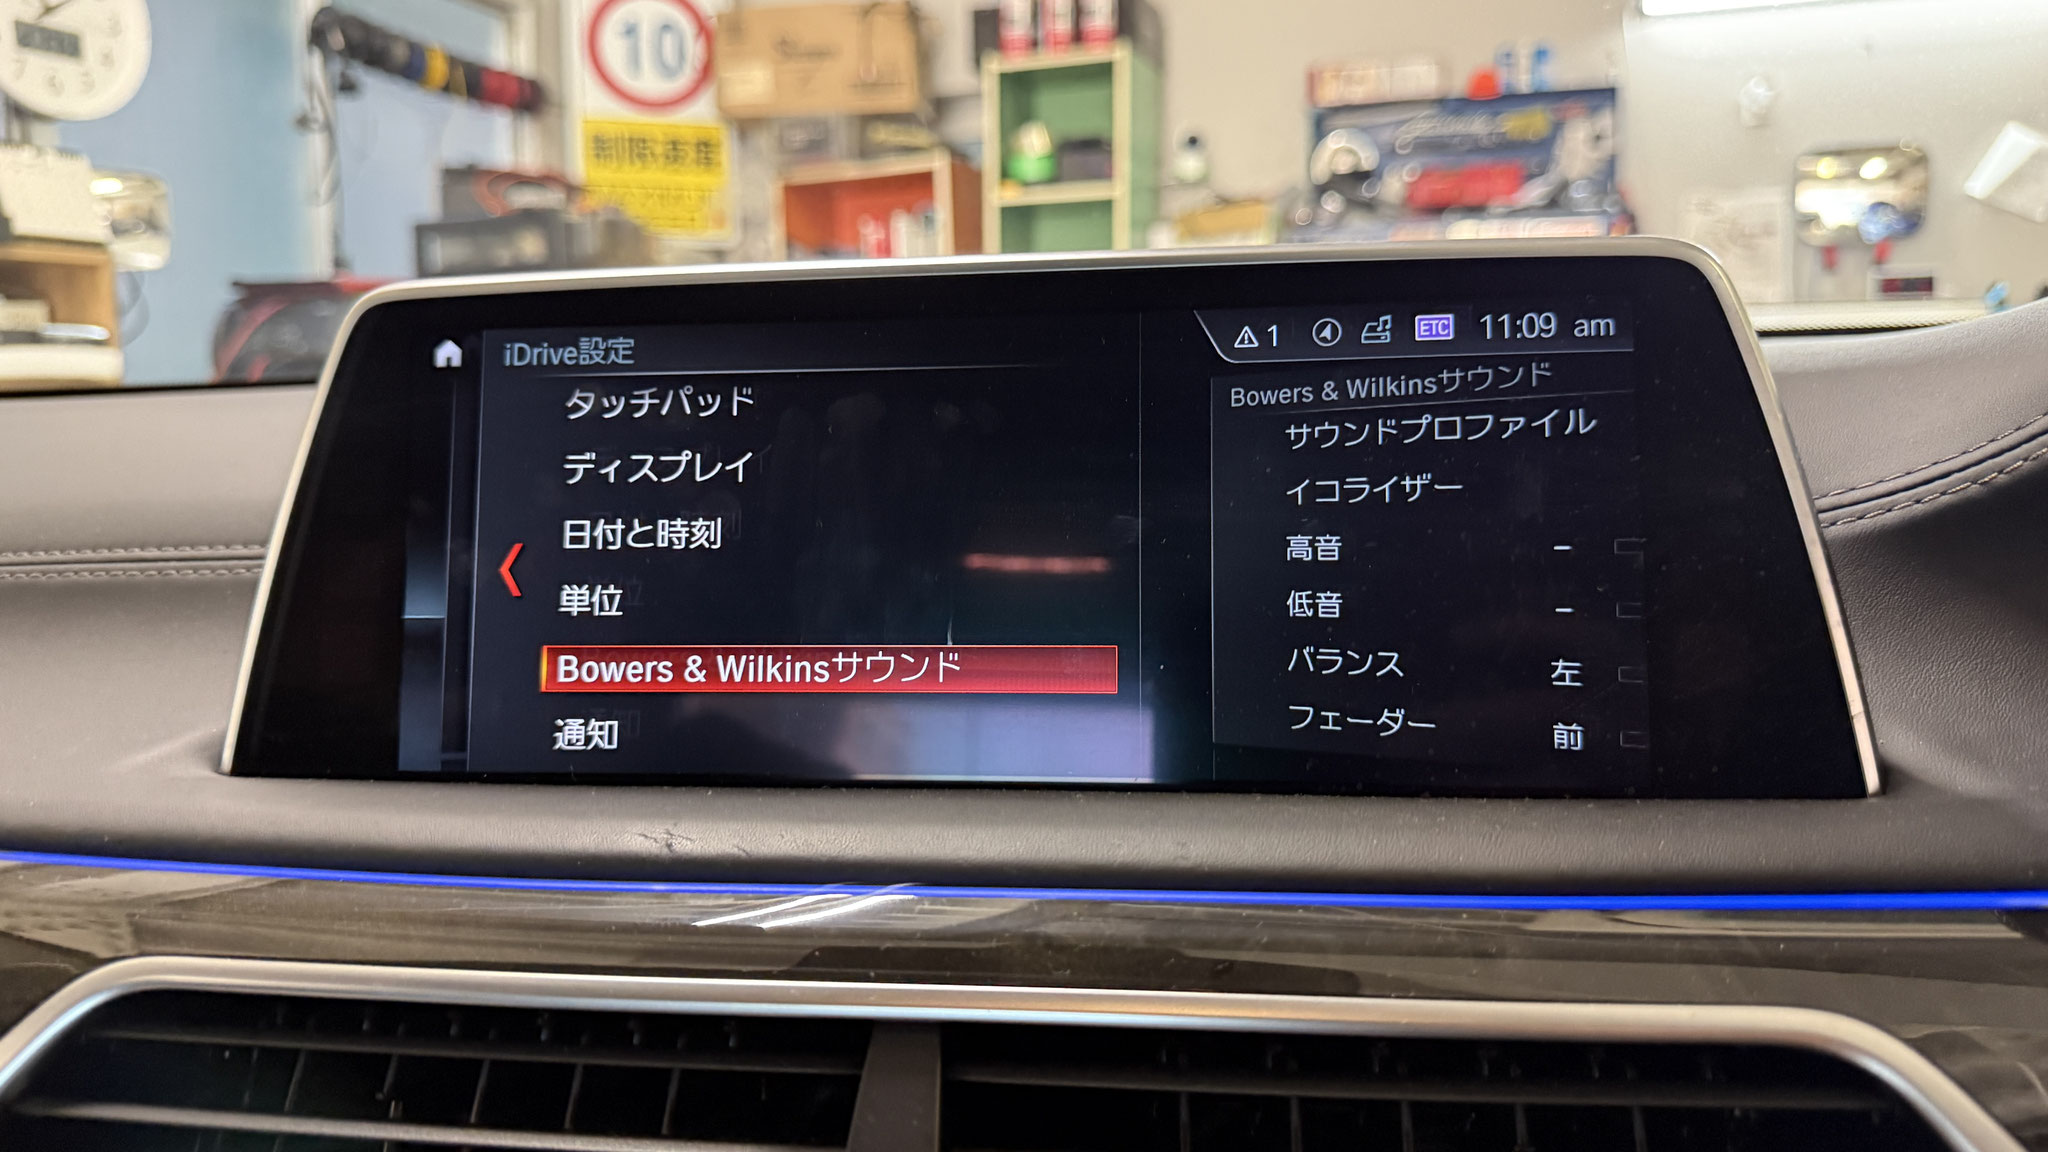 10
制限速度
iDrive設定
タッチパッド
ディスプレイ
日付と時刻
単位
Bowers & Wilkinsサウンド
通知
1
ETC
11:09 am
Bowers & Wilkinsサウンド
サウンドプロファイル
イコライザー
高音 -
低音 -
バランス 左
フェーダー 前